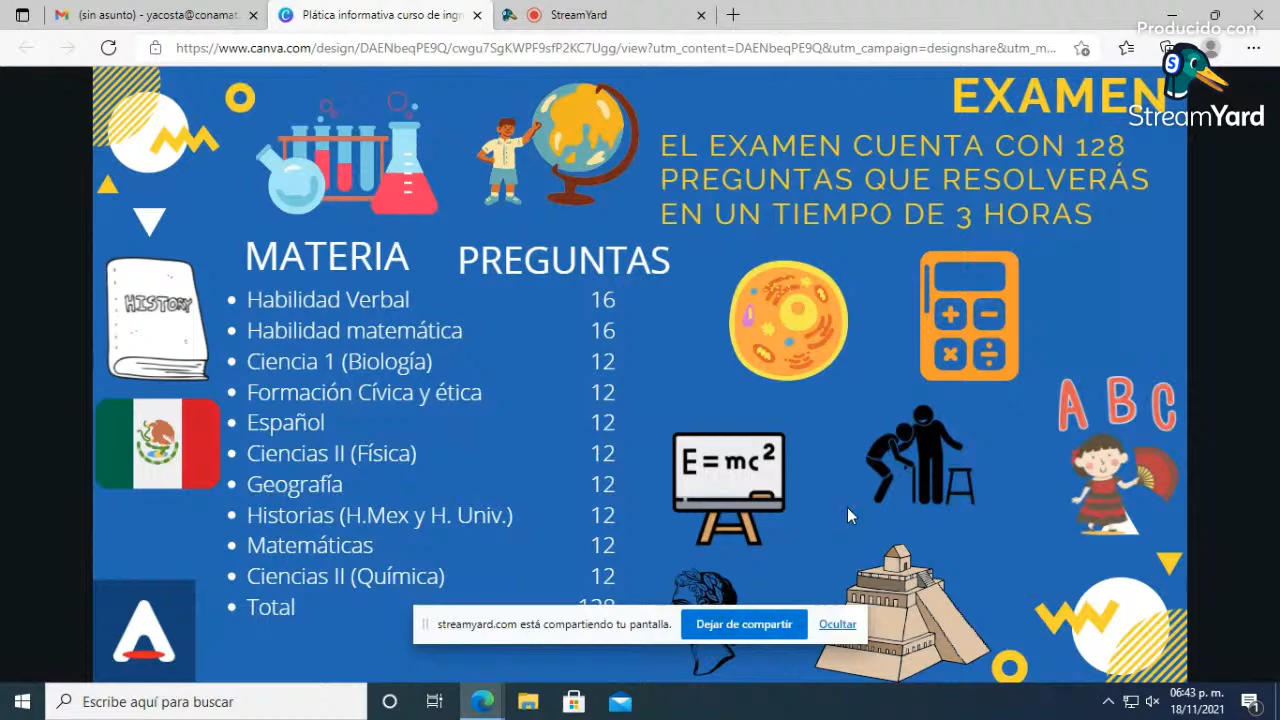 (sin asunto) - yacosta@conamat.
Plática informativa curso de ingr
StreamYard
Producido con
https://www.canva.com/design/DAENbeqPE9Q/cwgu7SgKWPF9sfP2KC7Ugg/view?utm_content=DAENbeqPE9Q&utm_campaign=designshare&utm_m...
S
StreamYard
EXAMEN
EL EXAMEN CUENTA CON 128
PREGUNTAS QUE RESOLVERÁS
EN UN TIEMPO DE 3 HORAS
MATERIA PREGUNTAS
HISTORY
• Habilidad Verbal 16
• Habilidad matemática 16
• Ciencia 1 (Biología) 12
• Formación Cívica y ética 12
• Español 12
• Ciencias II (Física) 12
• Geografía 12
• Historias (H.Mex y H. Univ.) 12
• Matemáticas 12
• Ciencias II (Química) 12
• Total 128
E=mc²
A B C
streamyard.com está compartiendo tu pantalla.
Dejar de compartir
Ocultar
Escribe aquí para buscar
06:43 p. m.
18/11/2021
1